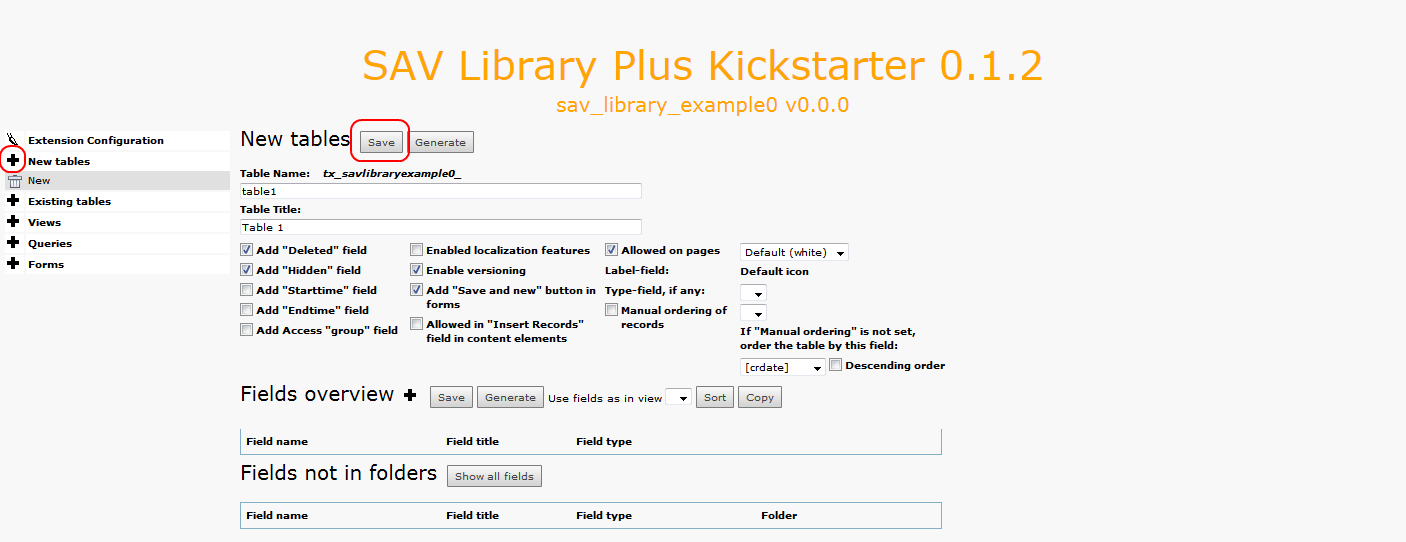 SAV Library Plus Kickstarter 0.1.2
sav_library_example0 v0.0.0
Extension Configuration
New tables
New
Existing tables
Views
Queries
Forms
New tables Save Generate
Table Name: tx_savlibraryexample0_
table1
Table Title:
Table 1
Add "Deleted" field
Add "Hidden" field
Add "Starttime" field
Add "Endtime" field
Add Access "group" field
Enabled localization features
Enable versioning
Add "Save and new" button in
forms
Allowed in "Insert Records"
field in content elements
Allowed on pages
Label-field:
Type-field, if any:
Manual ordering of
records
Default (white)
Default icon
If "Manual ordering" is not set,
order the table by this field:
[crdate] Descending order
Fields overview Save Generate Use fields as in view Sort Copy
Field name Field title Field type
Fields not in folders Show all fields
Field name Field title Field type Folder